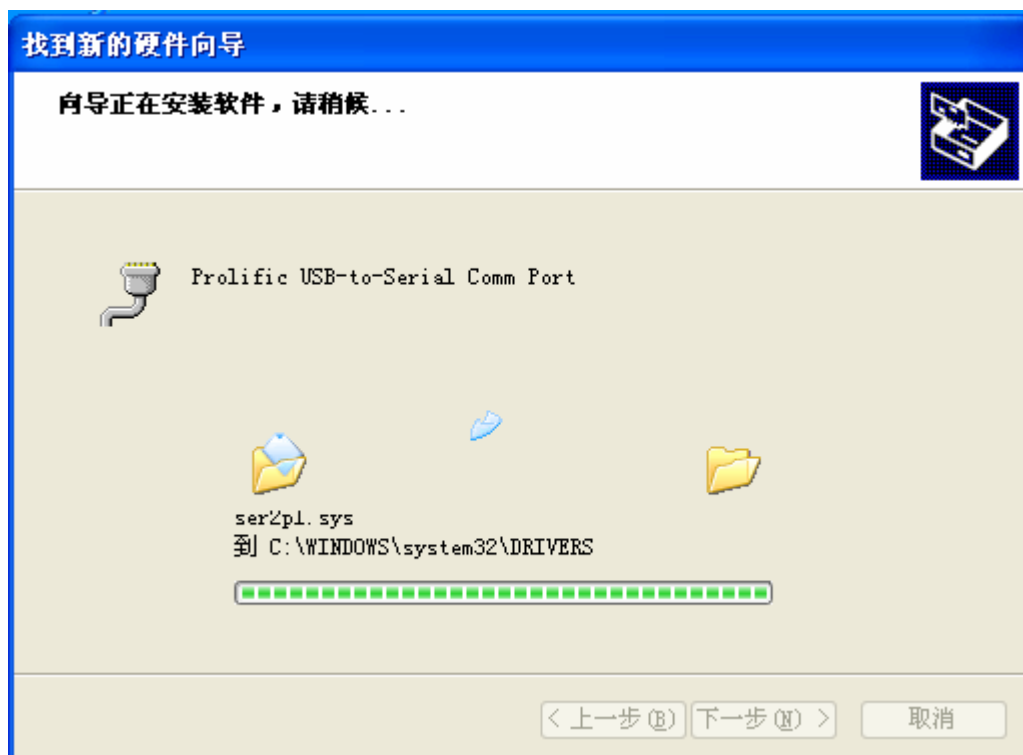 找到新的硬件向导
向导正在安装软件，请稍候...
Prolific USB-to-Serial Comm Port
ser2pl.sys
到 C:\WINDOWS\system32\DRIVERS
< 上一步(B) 下一步(N) > 取消